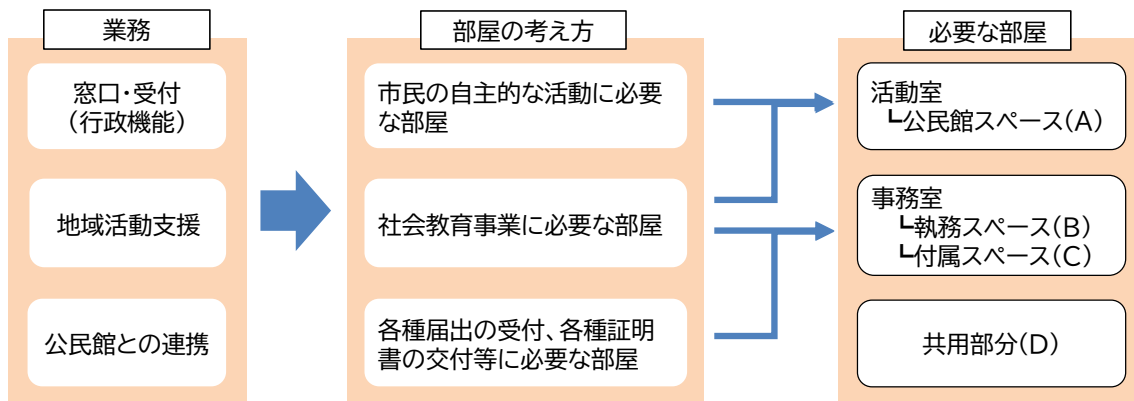 業務
窓口・受付
(行政機能)
地域活動支援
公民館との連携
部屋の考え方
市民の自主的な活動に必要
な部屋
社会教育事業に必要な部屋
各種届出の受付、各種証明
書の交付等に必要な部屋
必要な部屋
活動室
┗公民館スペース(A)
事務室
┗執務スペース(B)
┗付属スペース(C)
共用部分(D)